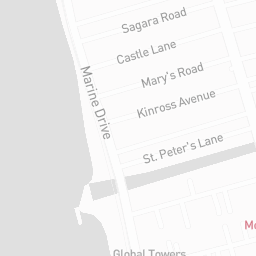 Sagara Road
Castle Lane
Mary's Road
Kinross Avenue
Marine Drive
St. Peter's Lane
Global Towers